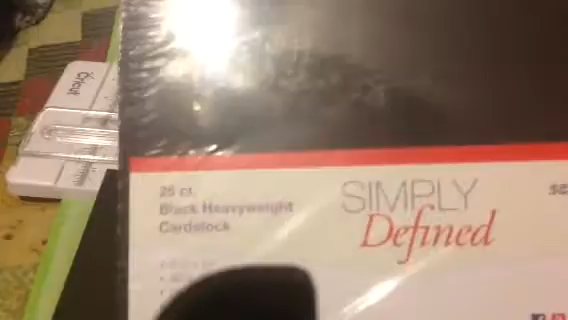 Cricut
25 ct.
Black Heavyweight
Cardstock
SIMPLY
Defined